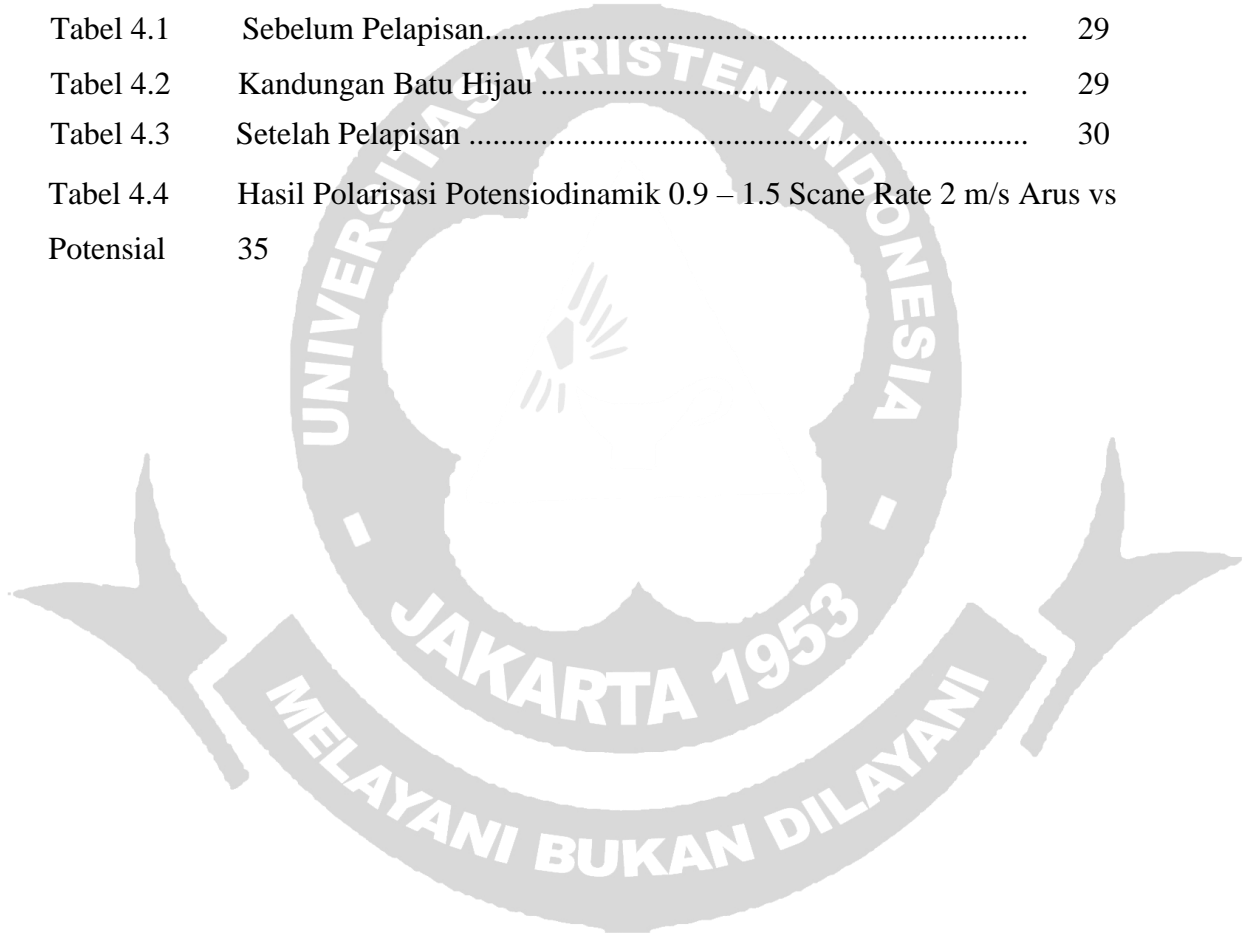 Tabel 4.1 Sebelum Pelapisan....................................................................... 29
Tabel 4.2 Kandungan Batu Hijau ................................................................ 29
Tabel 4.3 Setelah Pelapisan ......................................................................... 30
Tabel 4.4 Hasil Polarisasi Potensiodinamik 0.9 – 1.5 Scane Rate 2 m/s Arus vs
Potensial 35
UNIVERSITAS KRISTEN INDONESIA
JAKARTA 1953
MELAYANI BUKAN DILAYANI